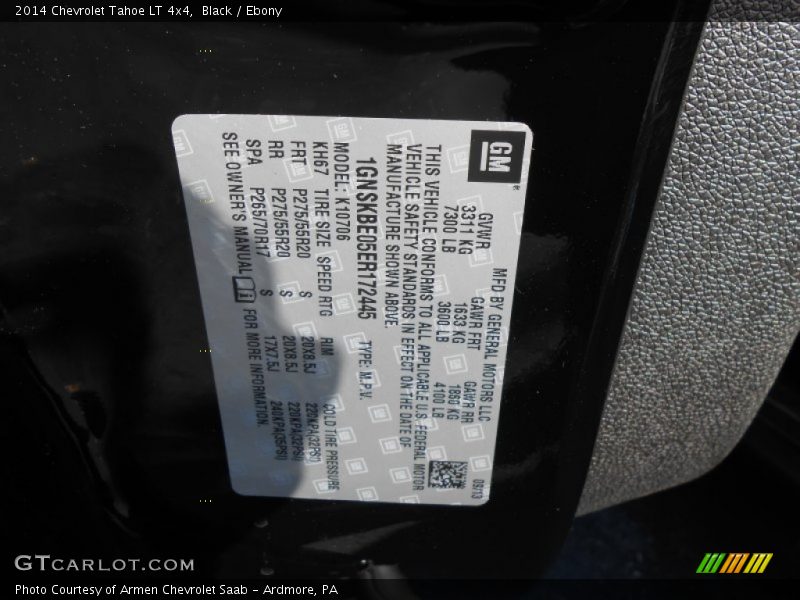 2014 Chevrolet Tahoe LT 4x4, Black / Ebony
GM
MFD BY GENERAL MOTORS LLC 09/13
GVWR GAWR FRT GAWR RR
3311 KG 1633 KG 1860 KG
7300 LB 3600 LB 4100 LB
THIS VEHICLE CONFORMS TO ALL APPLICABLE U.S. FEDERAL MOTOR
VEHICLE SAFETY STANDARDS IN EFFECT ON THE DATE OF
MANUFACTURE SHOWN ABOVE.
1GNSKBE05ER172445 TYPE: M.P.V.
MODEL: K10706
KH67 TIRE SIZE SPEED RTG RIM COLD TIRE PRESSURE
FRT P275/55R20 S 20X8.5J 220KPA(32PSI)
RR P275/55R20 S 20X8.5J 220KPA(32PSI)
SPA P265/70R17 S 17X7.5J 240KPA(35PSI)
SEE OWNER'S MANUAL FOR MORE INFORMATION.
GTCARLOT.COM
Photo Courtesy of Armen Chevrolet Saab - Ardmore, PA